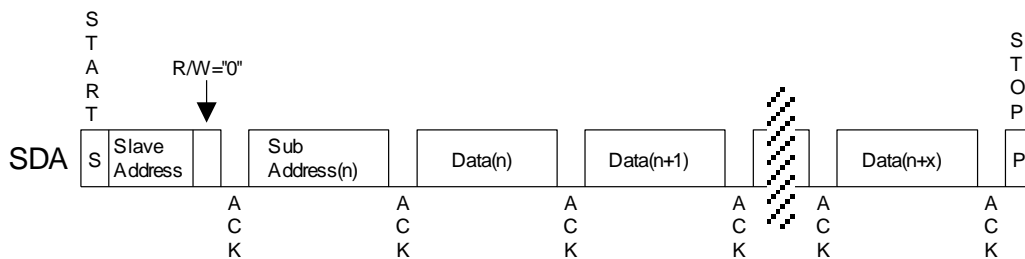 START
STOP
R/W="0"
SDA
S
Slave
Address
Sub
Address(n)
Data(n)
Data(n+1)
Data(n+x)
P
ACK
ACK
ACK
ACK
ACK
ACK